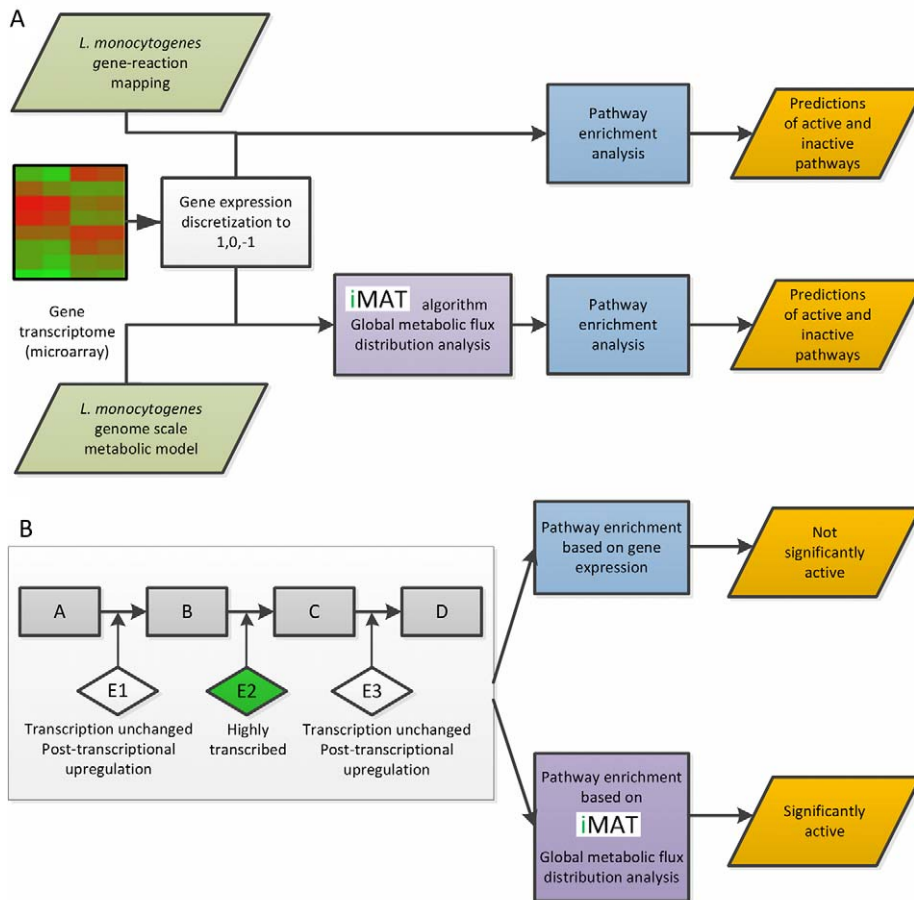 A
L. monocytogenes
gene-reaction
mapping
Pathway
enrichment
analysis
Predictions
of active and
inactive
pathways
Gene expression
discretization to
1,0,-1
Gene
transcriptome
(microarray)
iMAT algorithm
Global metabolic flux
distribution analysis
Pathway
enrichment
analysis
Predictions
of active and
inactive
pathways
L. monocytogenes
genome scale
metabolic model
B
A
B
C
D
E1
E2
E3
Transcription unchanged
Post-transcriptional
upregulation
Highly
transcribed
Transcription unchanged
Post-transcriptional
upregulation
Pathway enrichment
based on gene
expression
Not
significantly
active
Pathway enrichment
based on
iMAT
Global metabolic flux
distribution analysis
Significantly
active